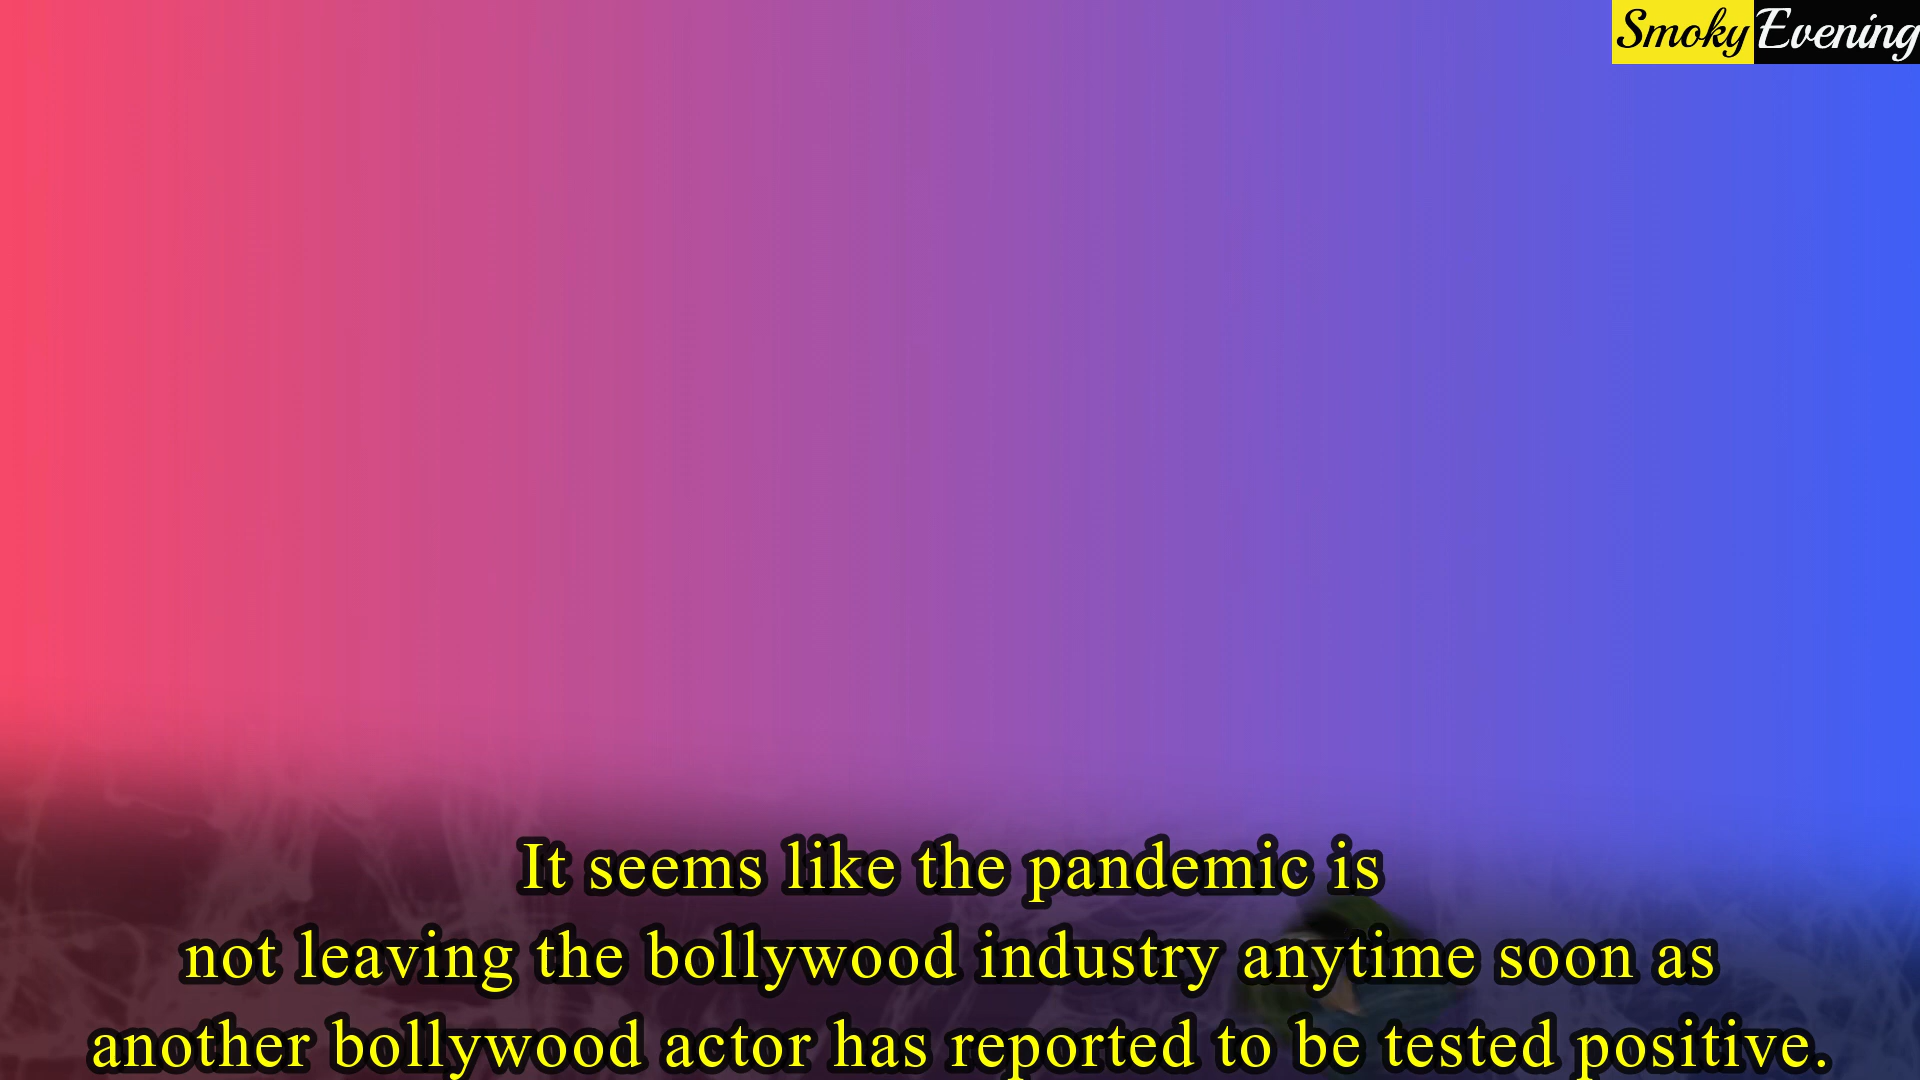 Smoky Evening
It seems like the pandemic is
not leaving the bollywood industry anytime soon as
another bollywood actor has reported to be tested positive.